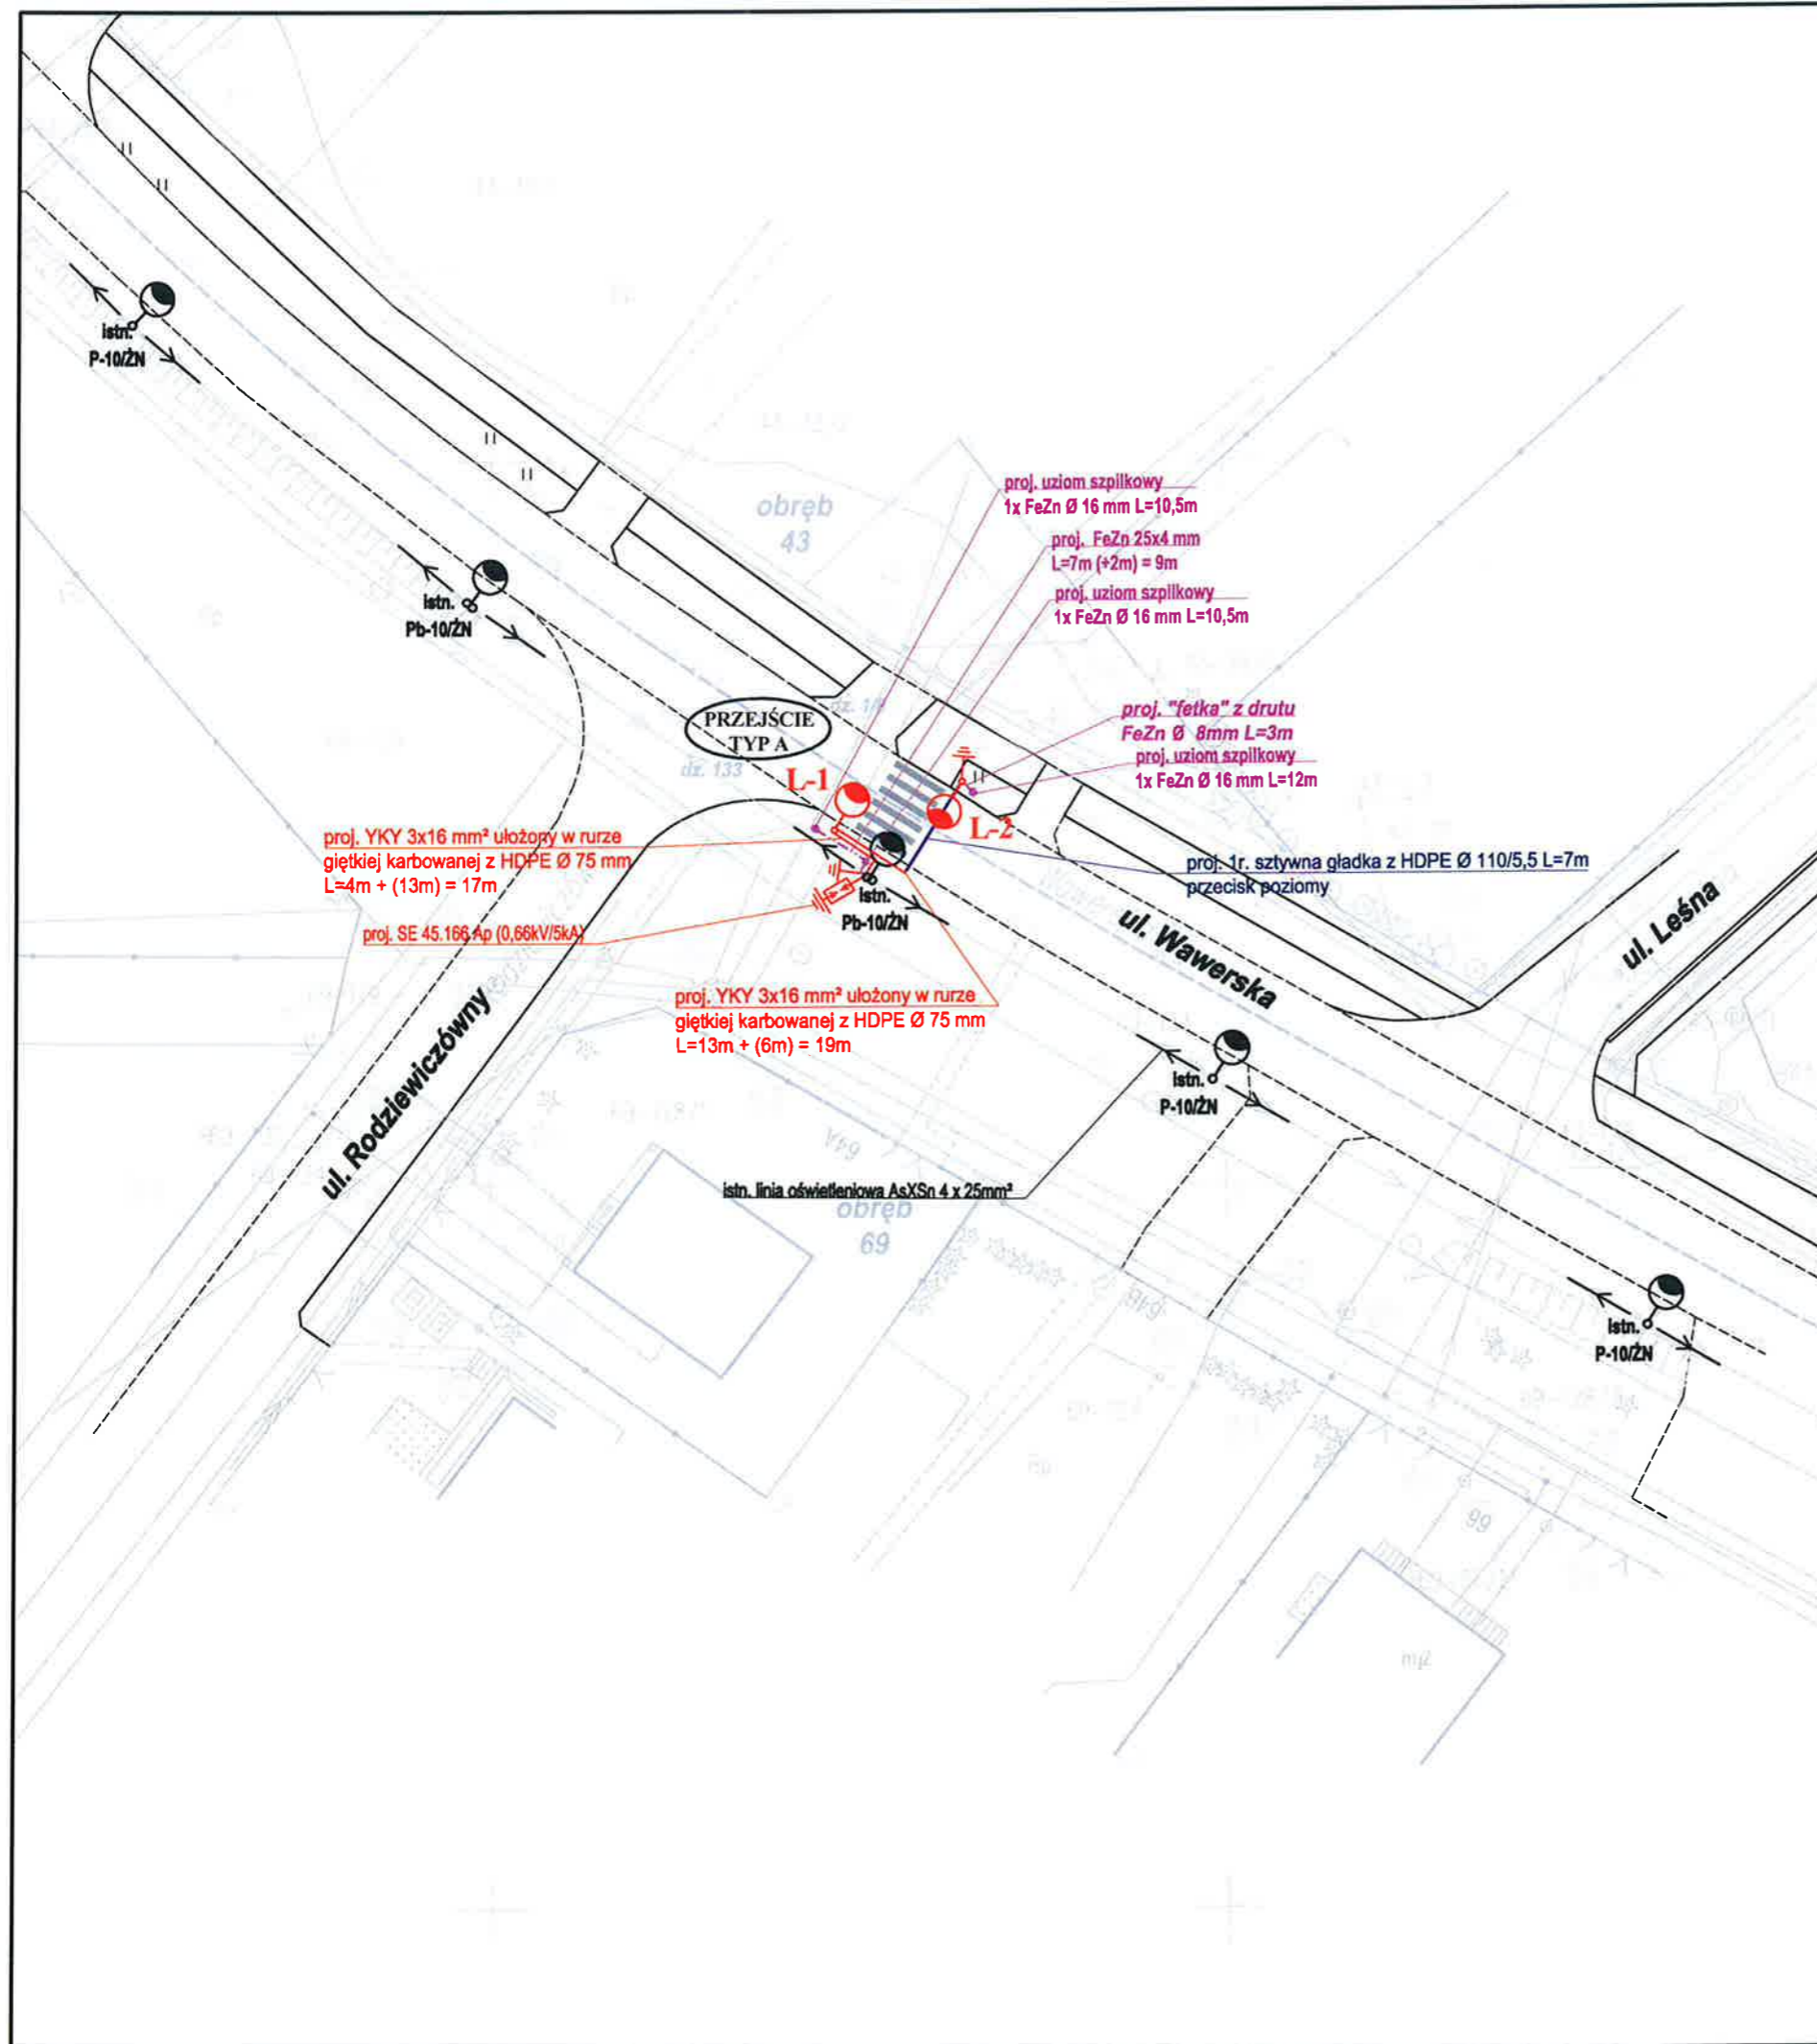 istn.
P-10/ŻN
istn.
Pb-10/ŻN
obręb
43
proj. uziom szpilkowy
1x FeZn Ø 16 mm L=10,5m
proj. FeZn 25x4 mm
L=7m (+2m) = 9m
proj. uziom szpilkowy
1x FeZn Ø 16 mm L=10,5m
proj. "fetka" z drutu
FeZn Ø 8mm L=3m
proj. uziom szpilkowy
1x FeZn Ø 16 mm L=12m
PRZEJŚCIE
TYP A
dz. 133
L-1
L-2
proj. YKY 3x16 mm² ułożony w rurze
giętkiej karbowanej z HDPE Ø 75 mm
L=4m + (13m) = 17m
proj. 1r. sztywna gładka z HDPE Ø 110/5,5 L=7m
przecisk poziomy
proj. SE 45.166 Ap (0,66kV/5kA)
istn.
Pb-10/ŻN
ul. Wawerska
ul. Leśna
proj. YKY 3x16 mm² ułożony w rurze
giętkiej karbowanej z HDPE Ø 75 mm
L=13m + (6m) = 19m
ul. Rodziewiczówny
istn.
P-10/ŻN
64A
istn. linia oświetleniowa AsXSn 4 x 25mm²
obręb
69
64B
istn.
P-10/ŻN
66